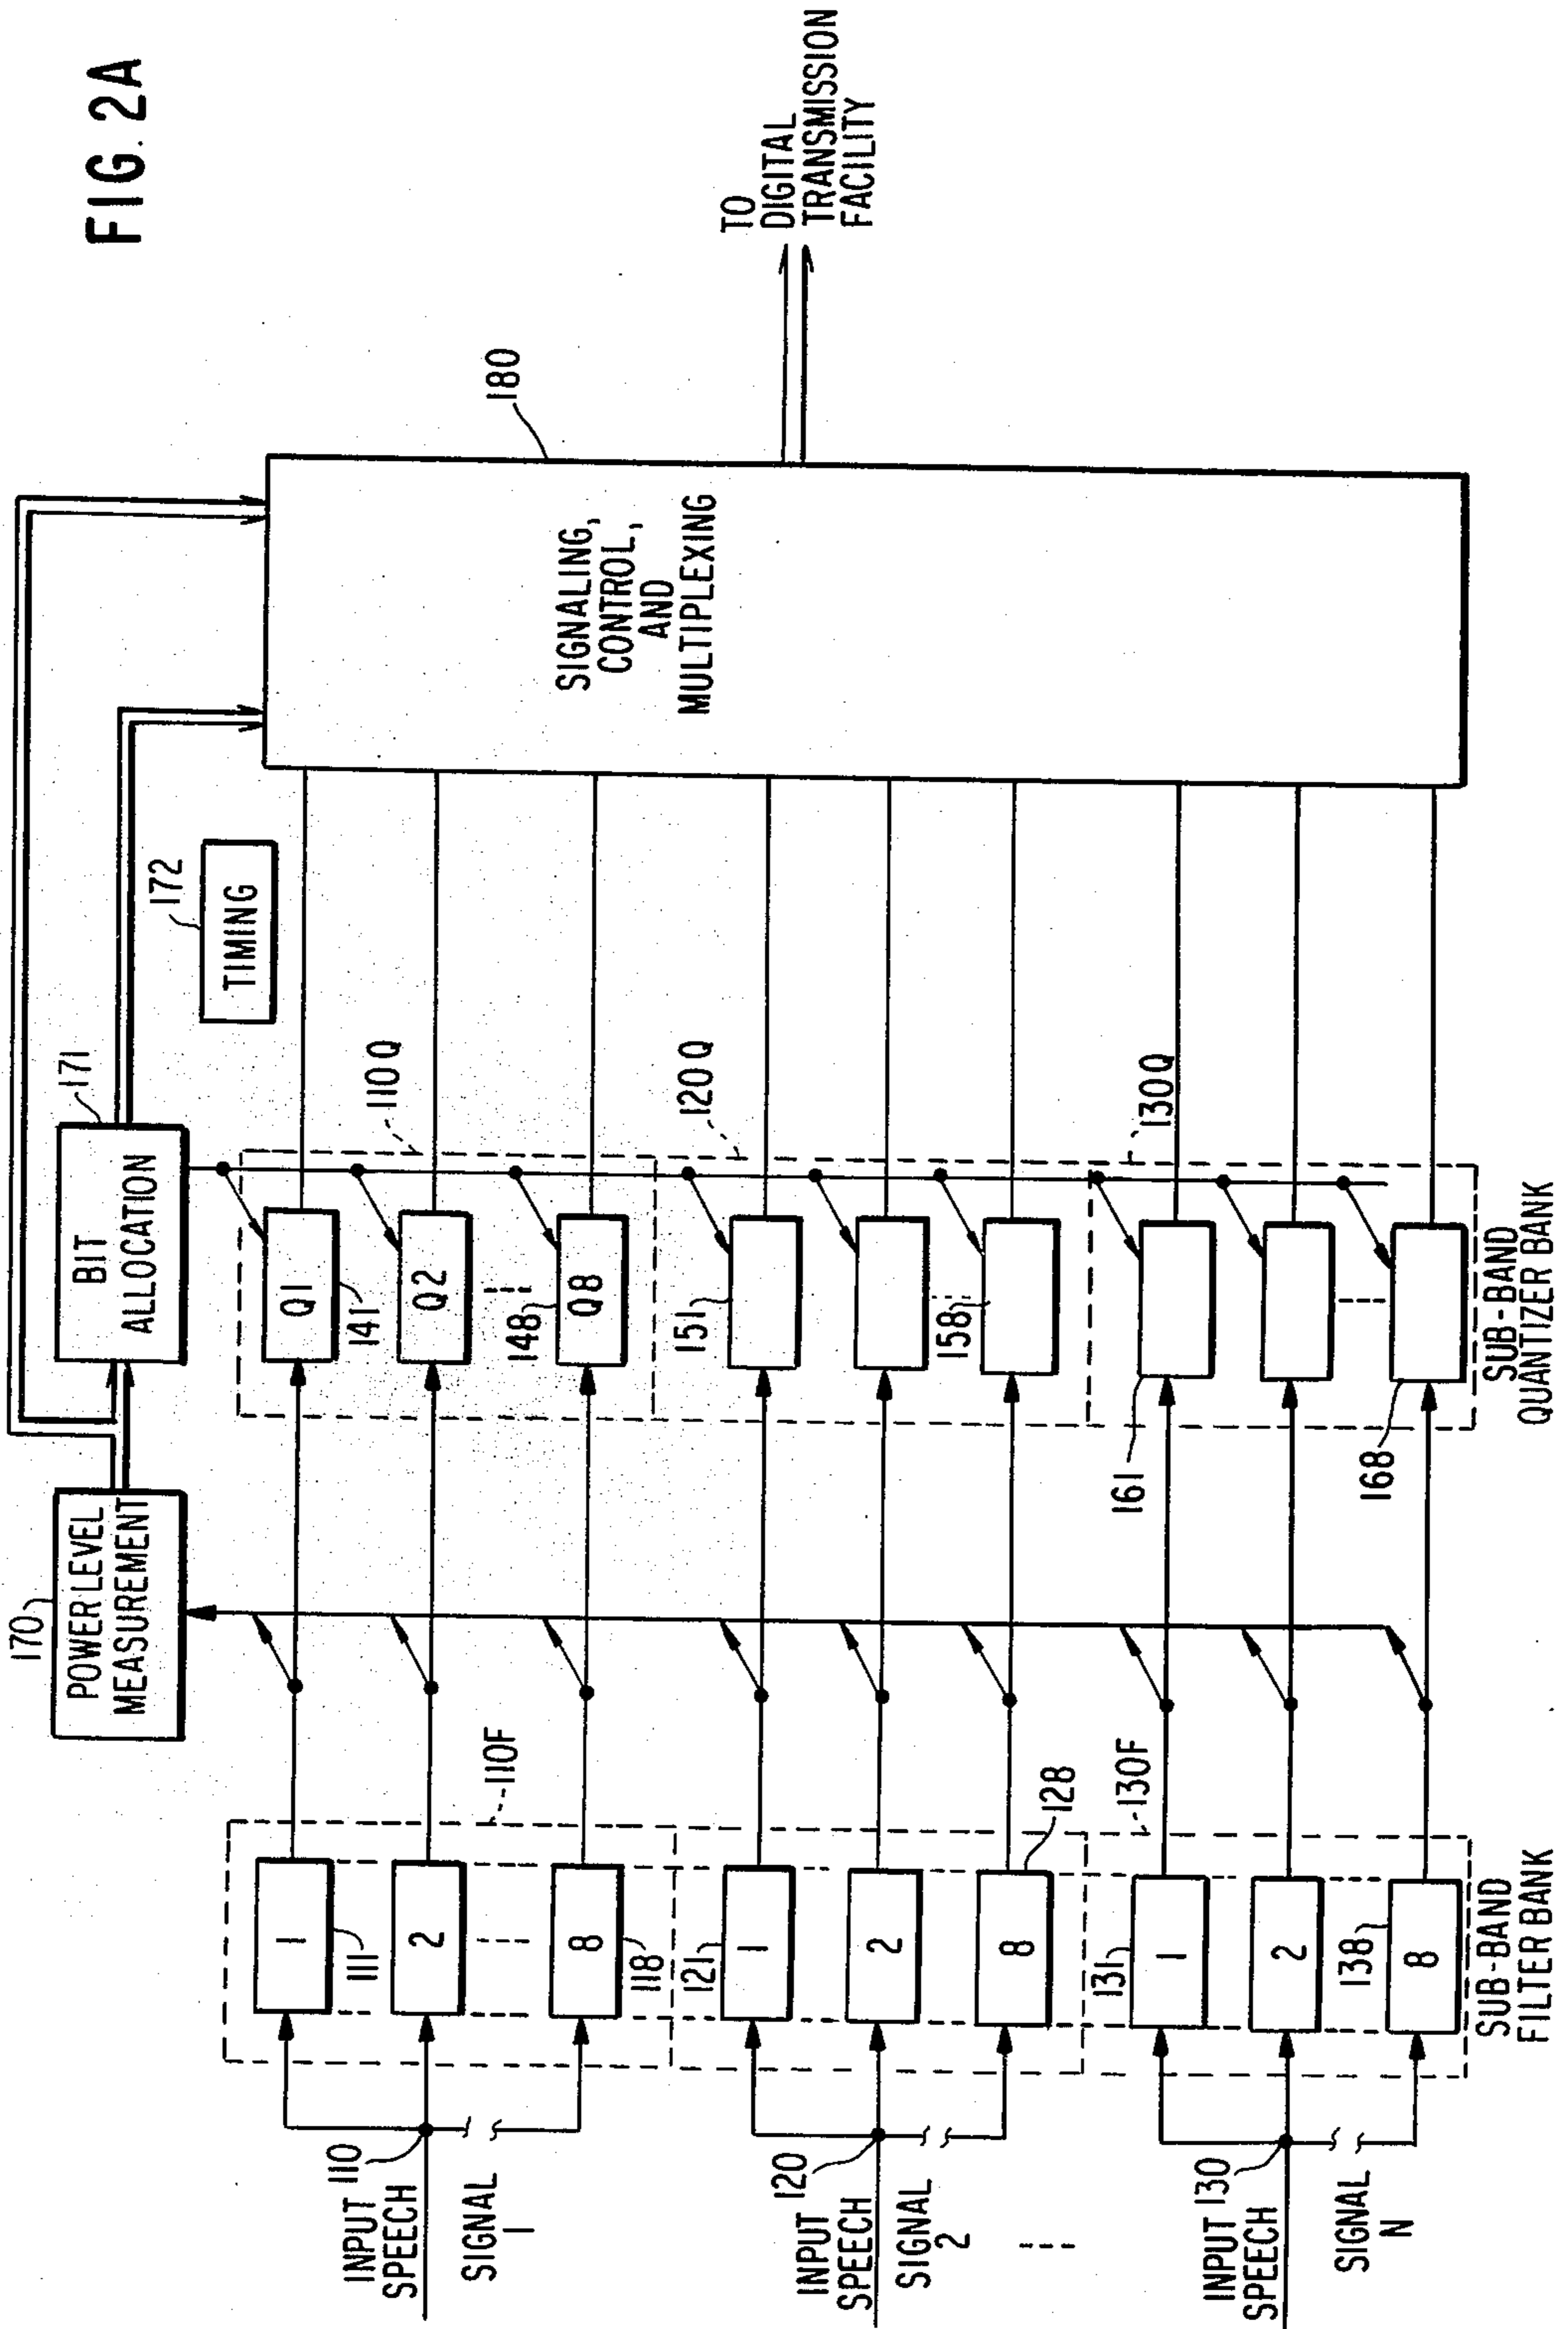 FIG. 2A
170
POWER LEVEL
MEASUREMENT
171
BIT
ALLOCATION
172
TIMING
180
SIGNALING,
CONTROL,
AND
MULTIPLEXING
TO
DIGITAL
TRANSMISSION
FACILITY
INPUT 110
SPEECH
SIGNAL
1
110F
1
111
2
8
118
110Q
Q1
141
Q2
148
Q8
INPUT 120
SPEECH
SIGNAL
2
121
1
2
8
128
120Q
151
158
INPUT 130
SPEECH
SIGNAL
N
130F
131
1
2
138
8
130Q
161
168
SUB-BAND
FILTER BANK
SUB-BAND
QUANTIZER BANK